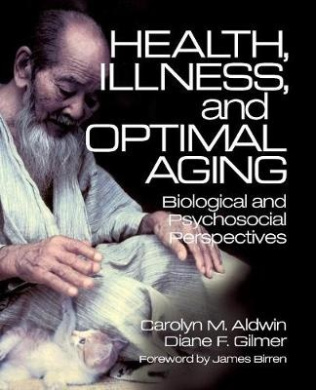 HEALTH,
ILLNESS,
and
OPTIMAL
AGING
Biological and
Psychosocial
Perspectives
Carolyn M. Aldwin
Diane F. Gilmer
Foreword by James Birren